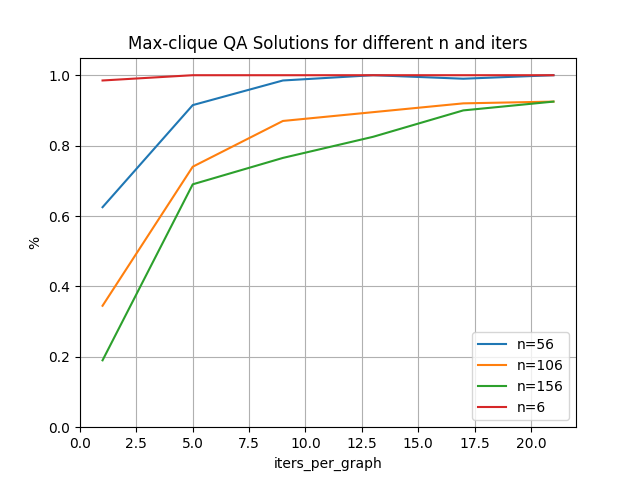 Max-clique QA Solutions for different n and iters
%
1.0
0.8
0.6
0.4
0.2
0.0
n=56
n=106
n=156
n=6
0.0 2.5 5.0 7.5 10.0 12.5 15.0 17.5 20.0
iters_per_graph